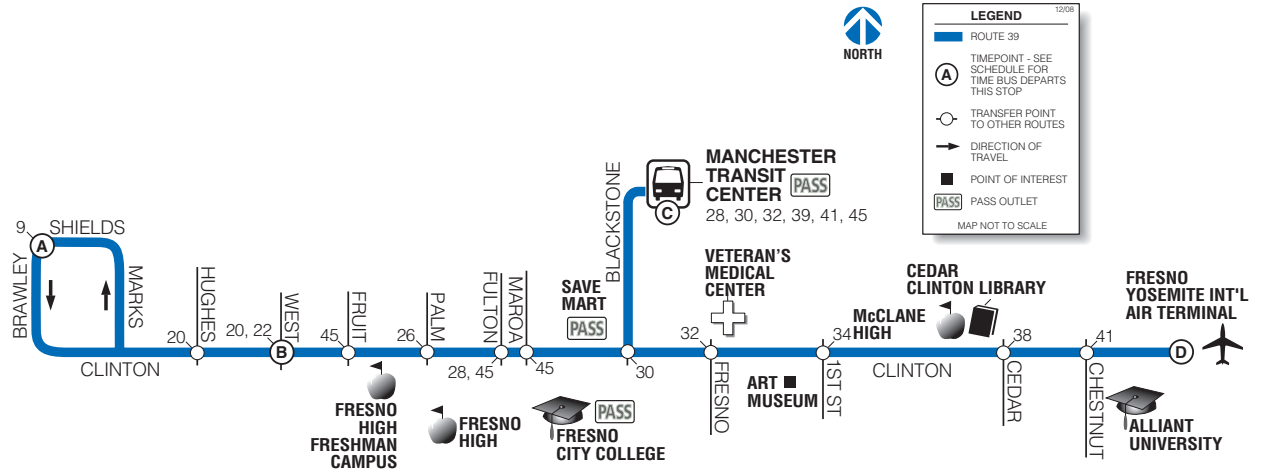 12/08
LEGEND
ROUTE 39
A
TIMEPOINT - SEE
SCHEDULE FOR
TIME BUS DEPARTS
THIS STOP
TRANSFER POINT
TO OTHER ROUTES
DIRECTION OF
TRAVEL
POINT OF INTEREST
PASS
PASS OUTLET
MAP NOT TO SCALE
NORTH
MANCHESTER
TRANSIT
CENTER
PASS
28, 30, 32, 39, 41, 45
C
BLACKSTONE
9
A
SHIELDS
BRAWLEY
MARKS
CLINTON
HUGHES
20
WEST
20, 22
B
FRUIT
45
FRESNO
HIGH
FRESHMAN
CAMPUS
PALM
26
FRESNO
HIGH
FULTON
28, 45
MAROA
45
SAVE
MART
PASS
PASS
FRESNO
CITY COLLEGE
30
32
FRESNO
VETERAN'S
MEDICAL
CENTER
ART
MUSEUM
34
1ST ST
McCLANE
HIGH
CEDAR
CLINTON LIBRARY
CLINTON
38
CEDAR
41
CHESTNUT
ALLIANT
UNIVERSITY
FRESNO
YOSEMITE INT'L
AIR TERMINAL
D